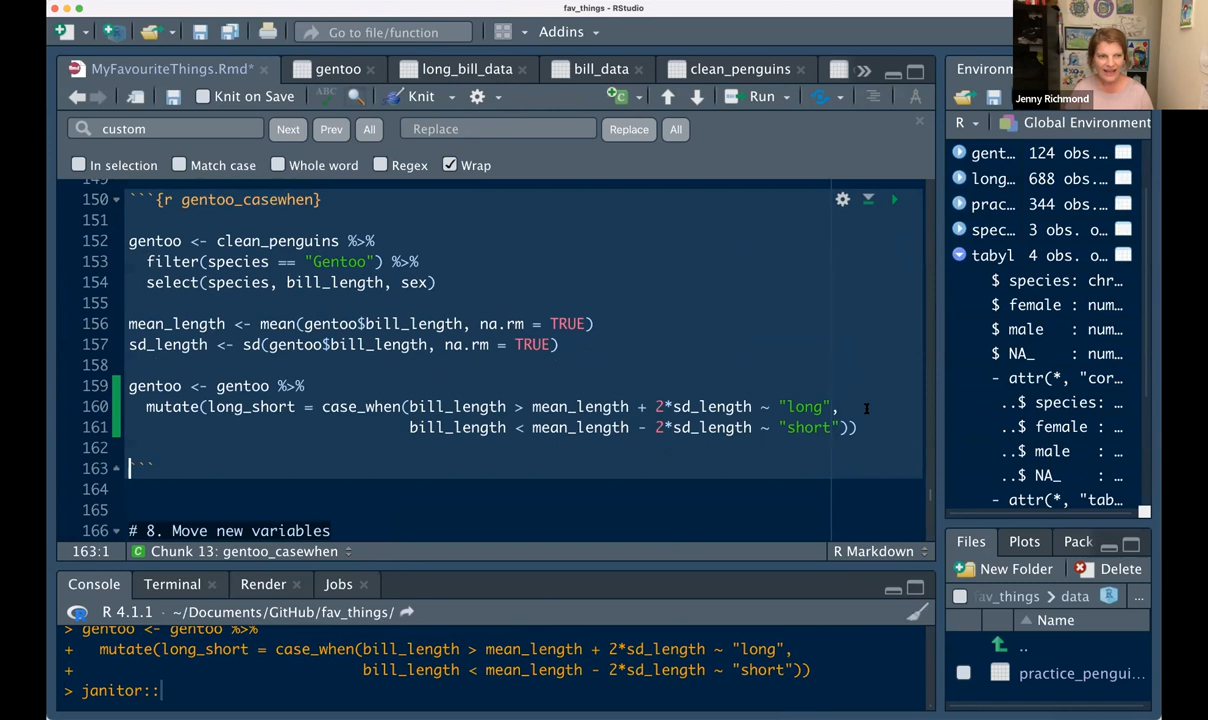 fav_things - RStudio
Go to file/function
Addins
MyFavouriteThings.Rmd*
gentoo
long_bill_data
bill_data
clean_penguins
Environm
Jenny Richmond
Knit on Save
ABC
Knit
Run
R
Global Environment
custom
Next
Prev
All
Replace
Replace
All
In selection
Match case
Whole word
Regex
Wrap
gent... 124 obs....
long... 688 obs....
prac... 344 obs....
spec... 3 obs. o...
tabyl 4 obs. o...
$ species: chr...
$ female : num...
$ male : num...
$ NA_ : num...
- attr(*, "cor...
..$ species:...
..$ female :...
..$ male :...
..$ NA_ :...
- attr(*, "tab...
149
150 ```{r gentoo_casewhen}
151
152 gentoo <- clean_penguins %>%
153 filter(species == "Gentoo") %>%
154 select(species, bill_length, sex)
155
156 mean_length <- mean(gentoo$bill_length, na.rm = TRUE)
157 sd_length <- sd(gentoo$bill_length, na.rm = TRUE)
158
159 gentoo <- gentoo %>%
160 mutate(long_short = case_when(bill_length > mean_length + 2*sd_length ~ "long",
161 bill_length < mean_length - 2*sd_length ~ "short"))
162
163 ```
164
165
166 # 8. Move new variables
163:1 Chunk 13: gentoo_casewhen R Markdown
Files Plots Pack
New Folder Delete
fav_things > data
...
Name
..
practice_pengui...
Console Terminal Render Jobs
R 4.1.1 · ~/Documents/GitHub/fav_things/
> gentoo <- gentoo %>%
+ mutate(long_short = case_when(bill_length > mean_length + 2*sd_length ~ "long",
+ bill_length < mean_length - 2*sd_length ~ "short"))
> janitor::